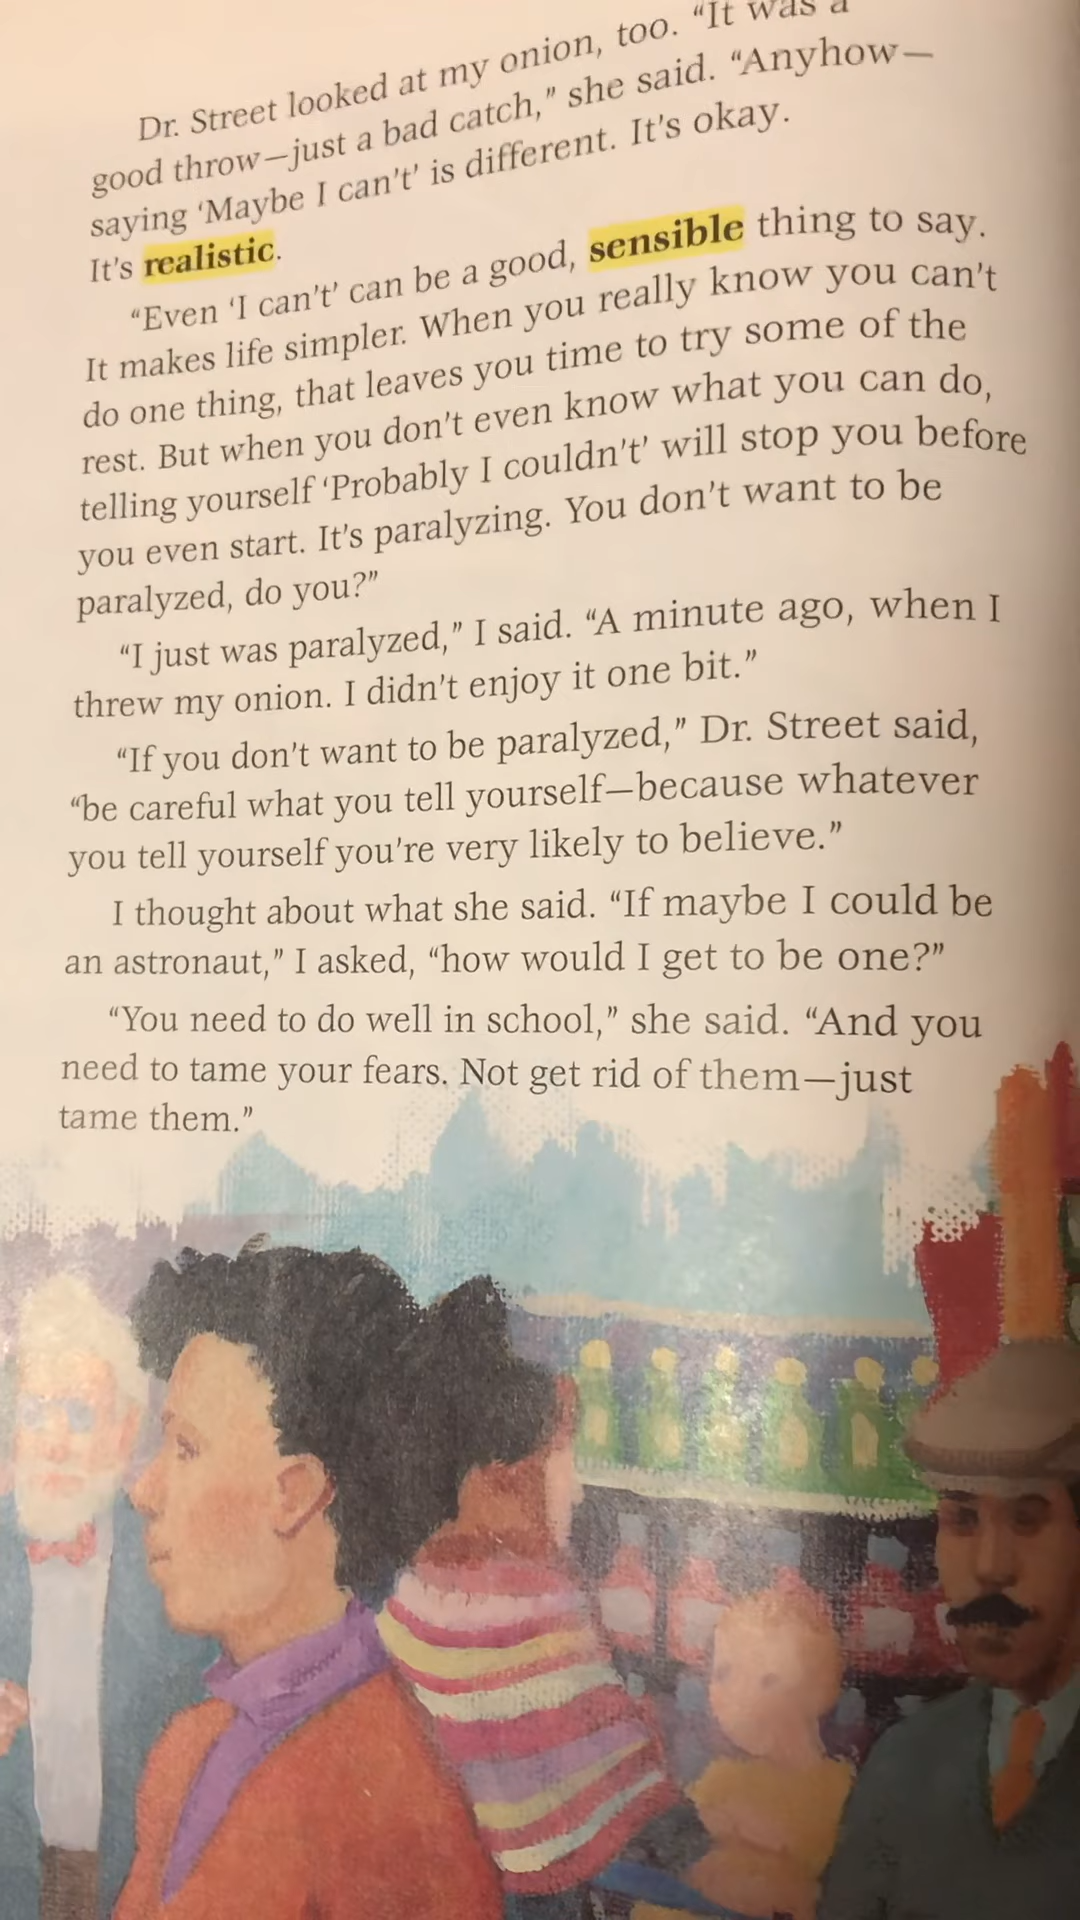 Dr. Street looked at my onion, too. “It was a
good throw—just a bad catch,” she said. “Anyhow—
saying ‘Maybe I can’t’ is different. It’s okay.
It’s realistic.
“Even ‘I can’t’ can be a good, sensible thing to say.
It makes life simpler. When you really know you can’t
do one thing, that leaves you time to try some of the
rest. But when you don’t even know what you can do,
telling yourself ‘Probably I couldn’t’ will stop you before
you even start. It’s paralyzing. You don’t want to be
paralyzed, do you?”
“I just was paralyzed,” I said. “A minute ago, when I
threw my onion. I didn’t enjoy it one bit.”
“If you don’t want to be paralyzed,” Dr. Street said,
“be careful what you tell yourself—because whatever
you tell yourself you’re very likely to believe.”
I thought about what she said. “If maybe I could be
an astronaut,” I asked, “how would I get to be one?”
“You need to do well in school,” she said. “And you
need to tame your fears. Not get rid of them—just
tame them.”